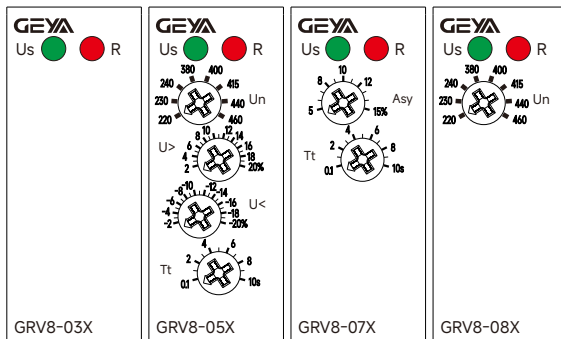 GEYA
Us R
GRV8-03X
GEYA
Us R
220 230 240 380 400 415 440 460
Un
U>
2 4 6 8 10 12 14 16 18 20%
U<
-2 -4 -6 -8 -10 -12 -14 -16 -18 -20%
Tt
0.1 2 4 6 8 10s
GRV8-05X
GEYA
Us R
5 8 10 12 15%
Asy
Tt
0.1 2 4 6 8 10s
GRV8-07X
GEYA
Us R
220 230 240 380 400 415 440 460
Un
GRV8-08X